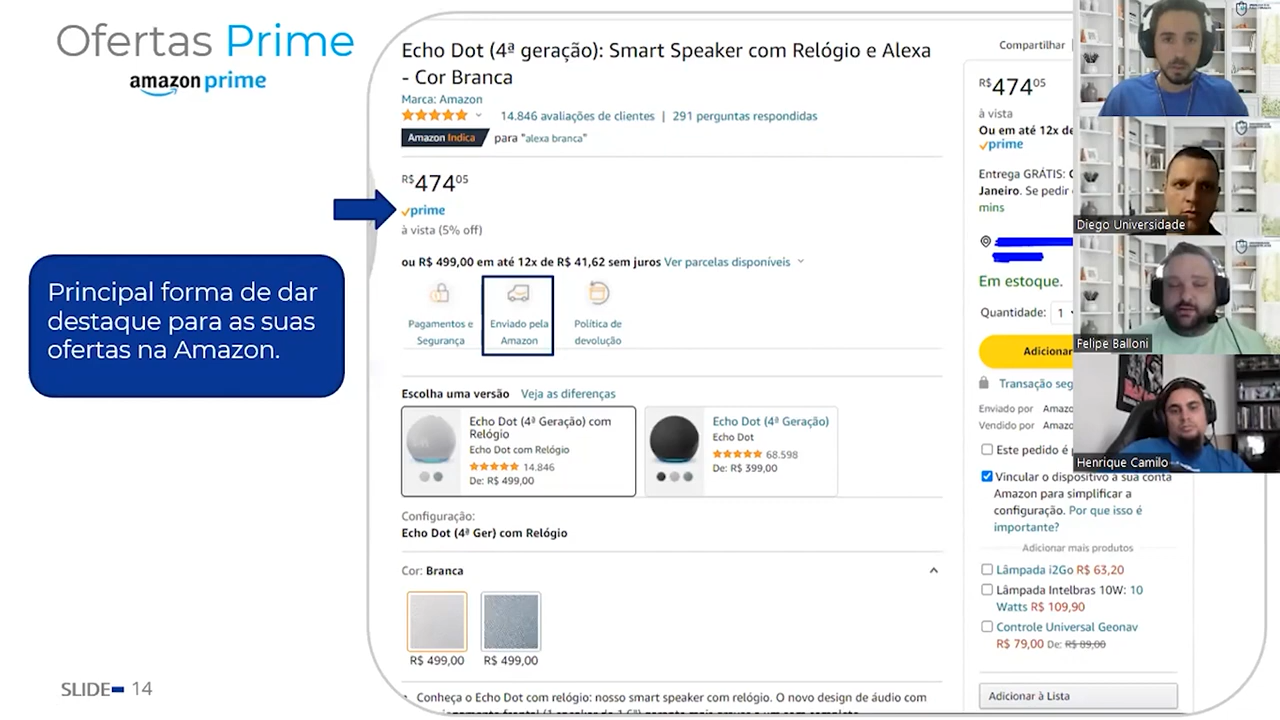 Ofertas Prime
amazon prime
Principal forma de dar
destaque para as suas
ofertas na Amazon.
SLIDE 14
Echo Dot (4ª geração): Smart Speaker com Relógio e Alexa
- Cor Branca
Marca: Amazon
14.846 avaliações de clientes | 291 perguntas respondidas
Amazon Indica para "alexa branca"
R$47405
prime
à vista (5% off)
ou R$ 499,00 em até 12x de R$ 41,62 sem juros Ver parcelas disponíveis
Pagamentos e
Segurança
Enviado pela
Amazon
Política de
devolução
Escolha uma versão Veja as diferenças
Echo Dot (4ª Geração) com
Relógio
Echo Dot com Relógio
14.846
De: R$ 499,00
Echo Dot (4ª Geração)
Echo Dot
68.598
De: R$ 399,00
Configuração:
Echo Dot (4ª Ger) com Relógio
Cor: Branca
R$ 499,00 R$ 499,00
Conheça o Echo Dot com relógio: nosso smart speaker com relógio. O novo design de áudio com
Compartilhar
R$47405
à vista
Ou em até 12x de
prime
Entrega GRÁTIS:
Janeiro. Se pedir
mins
Em estoque.
Quantidade: 1
Adicionar
Transação seg
Enviado por Amazo
Vendido por Amazo
Este pedido é
Vincular o dispositivo à sua conta
Amazon para simplificar a
configuração. Por que isso é
importante?
Adicionar mais produtos
Lâmpada i2Go R$ 63,20
Lâmpada Intelbras 10W: 10
Watts R$ 109,90
Controle Universal Geonav
R$ 79,00 De: R$ 89,00
Adicionar à Lista
Diego Universidade
Felipe Balloni
Henrique Camilo